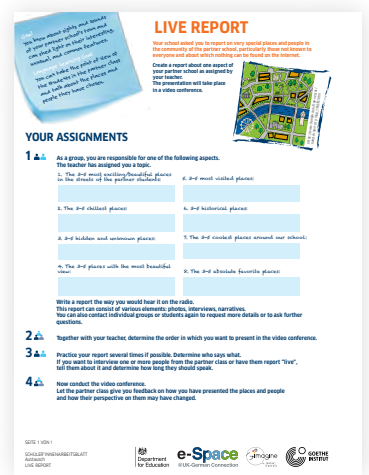 Goal
You know about sights and sounds
of your partner school's town and
can shed light on their interesting,
unusual, and common features.
You can take the point of view of
the students in the partner class
and talk about the places and
people they have chosen.
LIVE REPORT
Your school asked you to report on very special places and people in
the community of the partner school, particularly those not known to
everyone and about which nothing can be found on the internet.
Create a report about one aspect of
your partner school as assigned by
your teacher.
The presentation will take place
in a video conference.
YOUR ASSIGNMENTS
1
As a group, you are responsible for one of the following aspects.
The teacher has assigned you a topic.
1. The 3-5 most exciting/beautiful places
in the streets of the partner students:
5. 3-5 most visited places:
2. The 3-5 chillest places:
6. 3-5 historical places:
3. 3-5 hidden and unknown places:
7. The 3-5 coolest places around our school:
4. The 3-5 places with the most beautiful
view:
8. The 3-5 absolute favorite places:
Write a report the way you would hear it on the radio.
This report can consist of various elements: photos, interviews, narratives.
You can also contact individual groups or students again to request more details or to ask further
questions.
2
Together with your teacher, determine the order in which you want to present in the video conference.
3
Practice your report several times if possible. Determine who says what.
If you want to interview one or more people from the partner class or have them report "live",
tell them about it and determine how long they should speak.
4
Now conduct the video conference.
Let the partner class give you feedback on how you have presented the places and people
and how their perspective on them may have changed.
SEITE 1 VON 1
SCHÜLER*INNENARBEITSBLATT
Austausch
LIVE REPORT
Department
for Education
e-Space
@UK-German Connection
imagine
GOETHE
INSTITUT